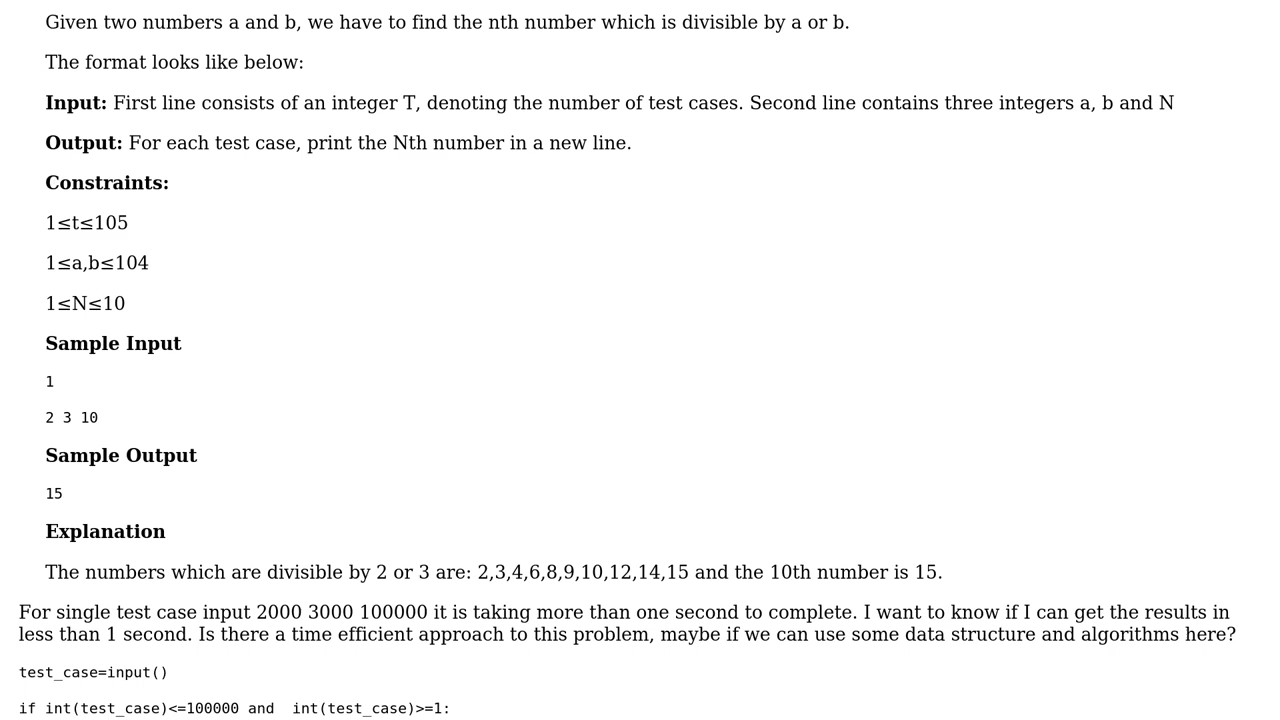 Given two numbers a and b, we have to find the nth number which is divisible by a or b.
The format looks like below:
Input: First line consists of an integer T, denoting the number of test cases. Second line contains three integers a, b and N
Output: For each test case, print the Nth number in a new line.
Constraints:
1≤t≤105
1≤a,b≤104
1≤N≤10
Sample Input
1
2 3 10
Sample Output
15
Explanation
The numbers which are divisible by 2 or 3 are: 2,3,4,6,8,9,10,12,14,15 and the 10th number is 15.
For single test case input 2000 3000 100000 it is taking more than one second to complete. I want to know if I can get the results in
less than 1 second. Is there a time efficient approach to this problem, maybe if we can use some data structure and algorithms here?
test_case=input()
if int(test_case)<=100000 and  int(test_case)>=1: